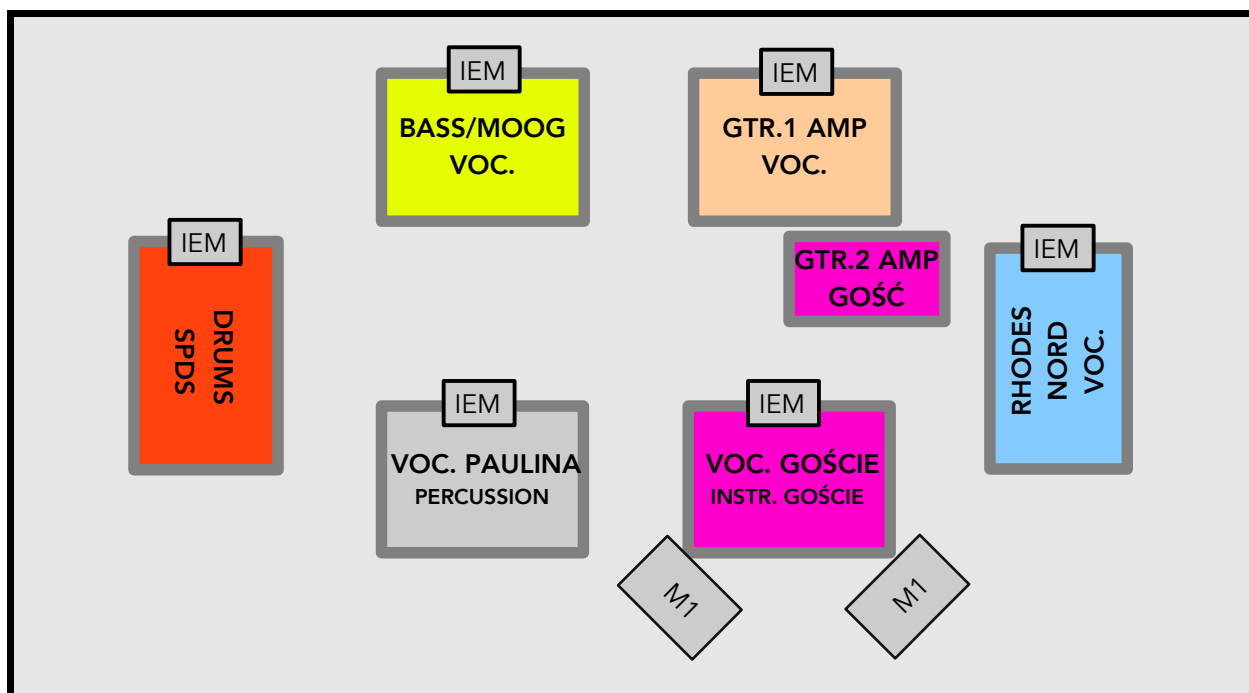 IEM
BASS/MOOG
VOC.
IEM
GTR.1 AMP
VOC.
IEM
DRUMS
SPDS
GTR.2 AMP
GOŚĆ
IEM
RHODES
NORD
VOC.
IEM
VOC. PAULINA
PERCUSSION
IEM
VOC. GOŚCIE
INSTR. GOŚCIE
M1
M1